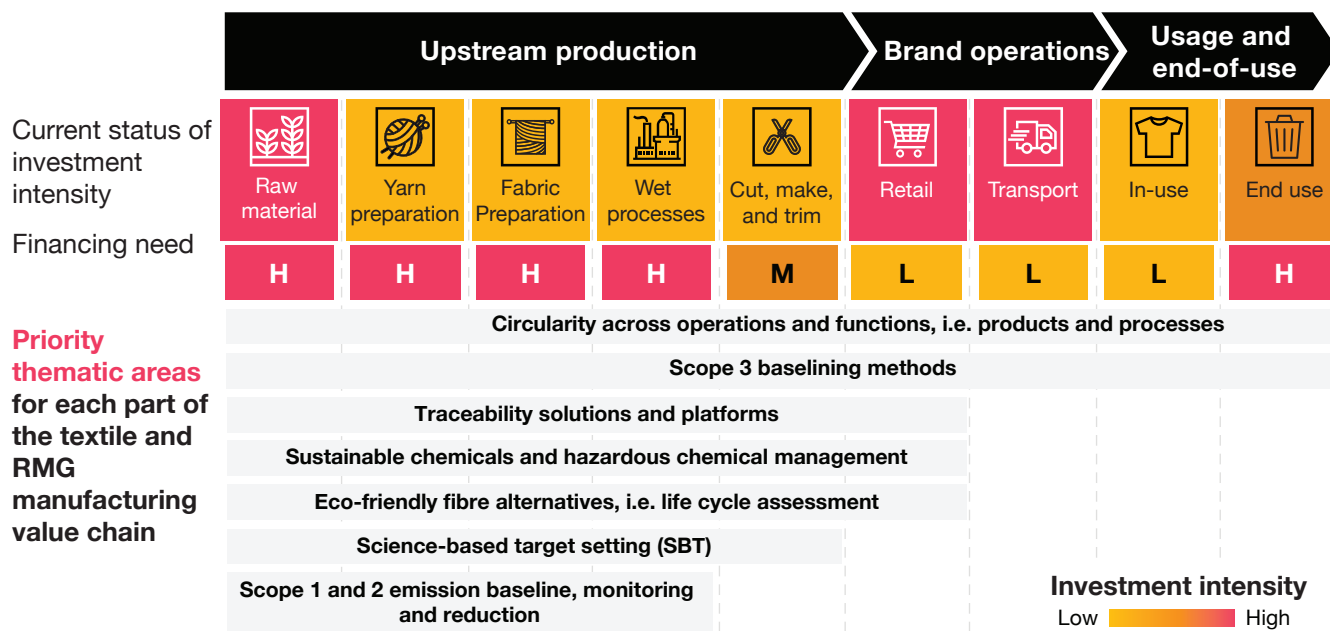 Upstream production
Brand operations
Usage and
end-of-use
Current status of
investment
intensity
Raw
material
Yarn
preparation
Fabric
Preparation
Wet
processes
Cut, make,
and trim
Retail
Transport
In-use
End use
Financing need
H
H
H
H
M
L
L
L
H
Priority
thematic areas
for each part of
the textile and
RMG
manufacturing
value chain
Circularity across operations and functions, i.e. products and processes
Scope 3 baselining methods
Traceability solutions and platforms
Sustainable chemicals and hazardous chemical management
Eco-friendly fibre alternatives, i.e. life cycle assessment
Science-based target setting (SBT)
Scope 1 and 2 emission baseline, monitoring
and reduction
Investment intensity
Low
High